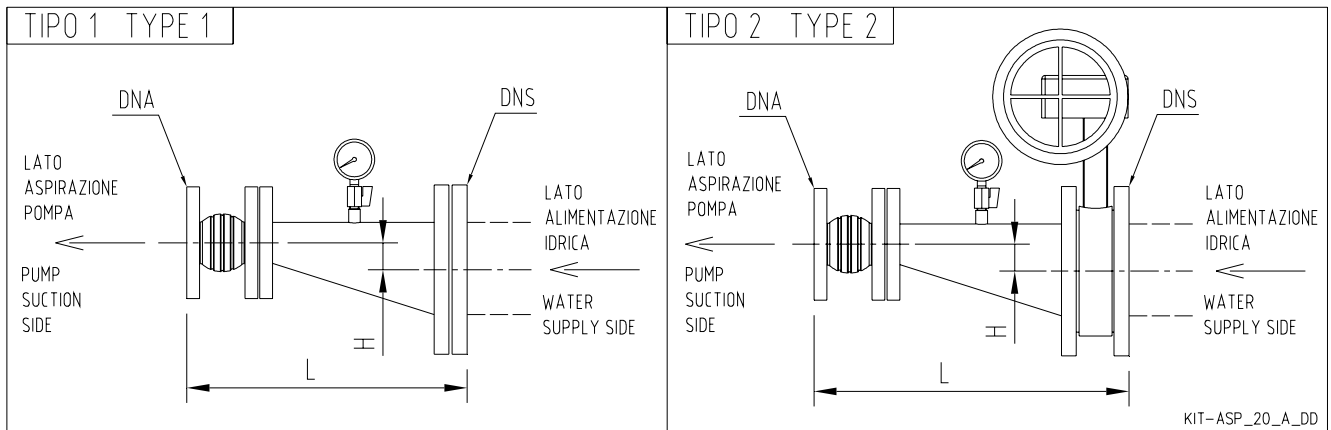 TIPO 1 TYPE 1
DNA
DNS
LATO
ASPIRAZIONE
POMPA
LATO
ALIMENTAZIONE
IDRICA
PUMP
SUCTION
SIDE
WATER
SUPPLY SIDE
H
L
TIPO 2 TYPE 2
DNA
DNS
LATO
ASPIRAZIONE
POMPA
LATO
ALIMENTAZIONE
IDRICA
PUMP
SUCTION
SIDE
WATER
SUPPLY SIDE
H
L
KIT-ASP_20_A_DD